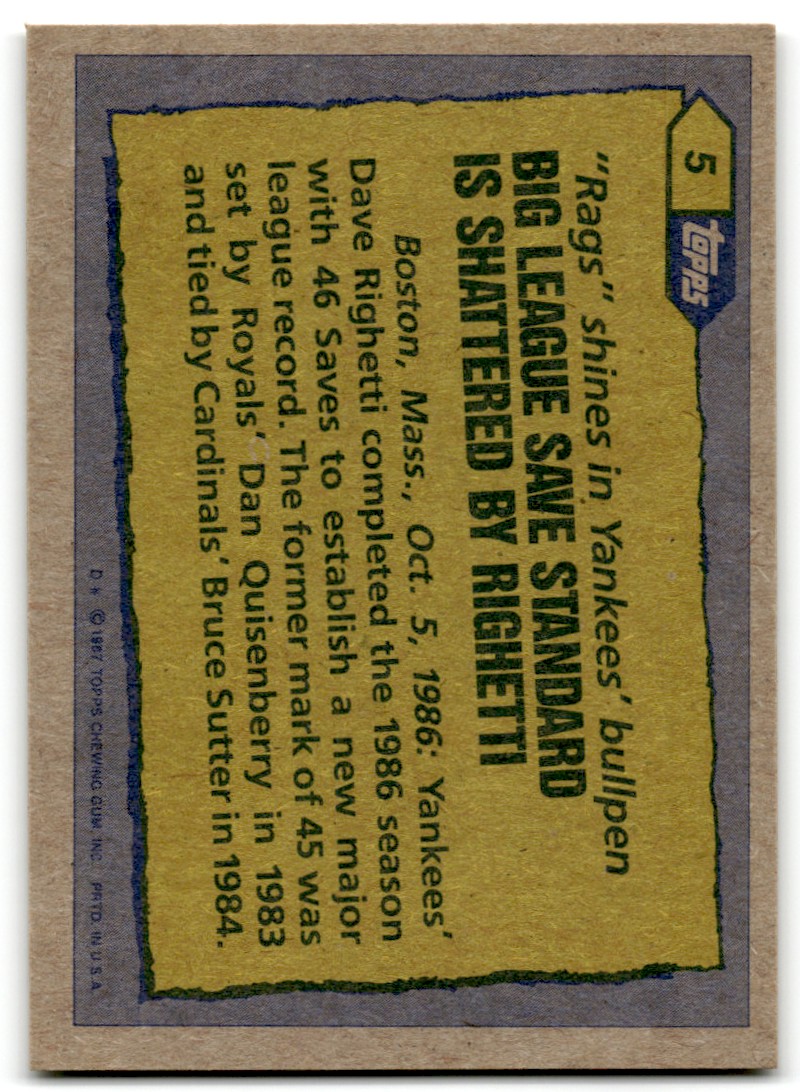 5 topps
"Rags" shines in Yankees' bullpen
BIG LEAGUE SAVE STANDARD
IS SHATTERED BY RIGHETTI
Boston, Mass., Oct. 5, 1986: Yankees'
Dave Righetti completed the 1986 season
with 46 Saves to establish a new major
league record. The former mark of 45 was
set by Royals' Dan Quisenberry in 1983
and tied by Cardinals' Bruce Sutter in 1984.
D* ©1987 TOPPS CHEWING GUM, INC. PRTD. IN U.S.A.